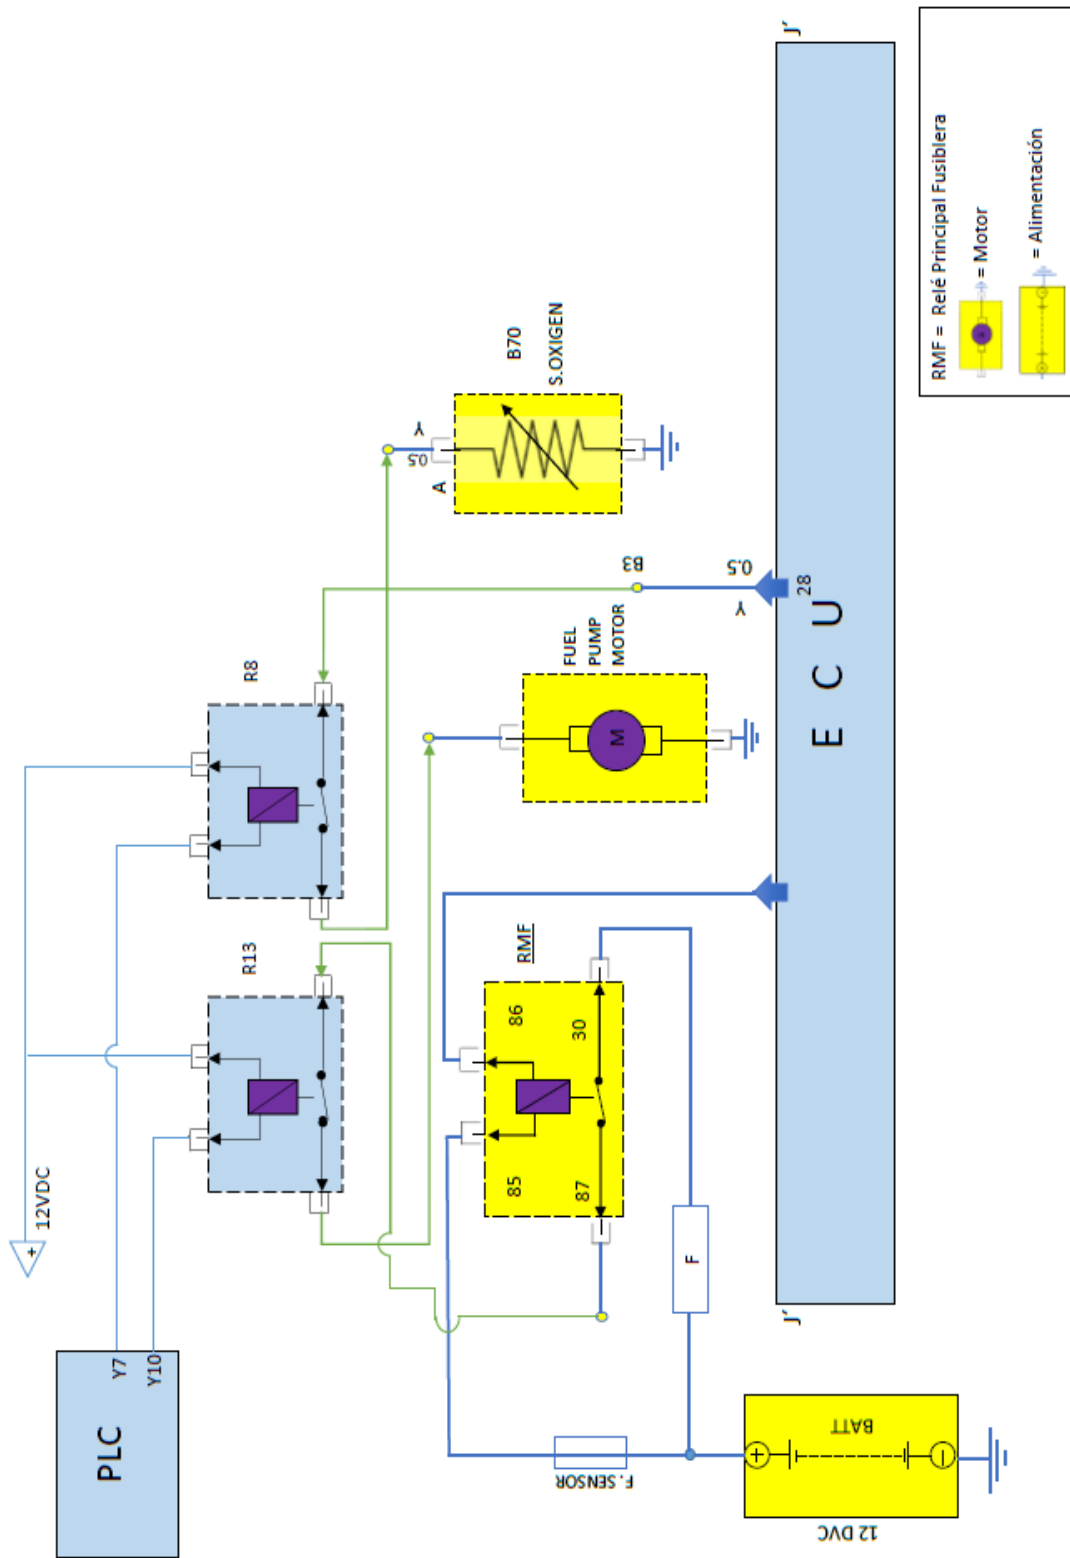 PLC
Y7
Y10
12VDC
+
R13
R8
B70
S.OXIGEN
A
0.5
Y
B3
0.5
Y
28
FUEL
PUMP
MOTOR
M
RMF
86
30
85
87
F
F. SENSOR
BATT
12 DVC
+
-
E C U
J'
J'
RMF = Relé Principal Fusiblera
= Motor
= Alimentación